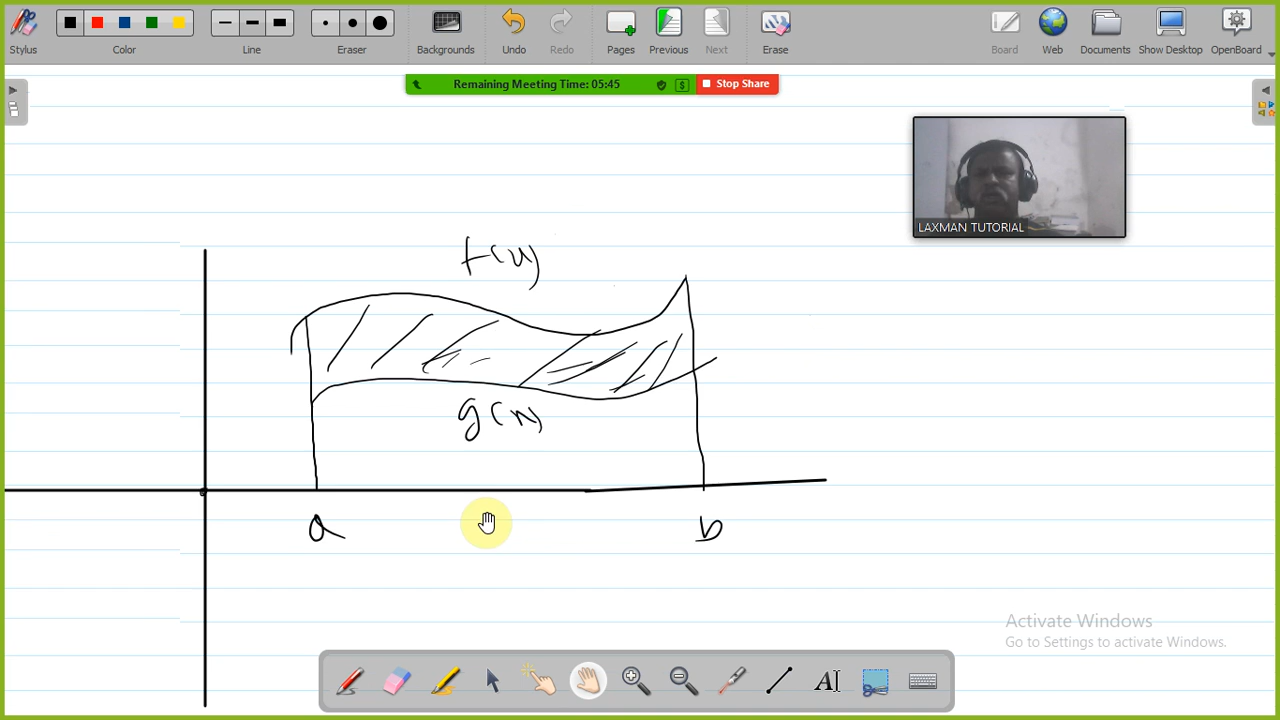 Stylus Color Line Eraser Backgrounds Undo Redo Pages Previous Next Erase Board Web Documents Show Desktop OpenBoard
Remaining Meeting Time: 05:45 $ Stop Share
LAXMAN TUTORIAL
f(x)
g(x)
a b
Activate Windows
Go to Settings to activate Windows.
A